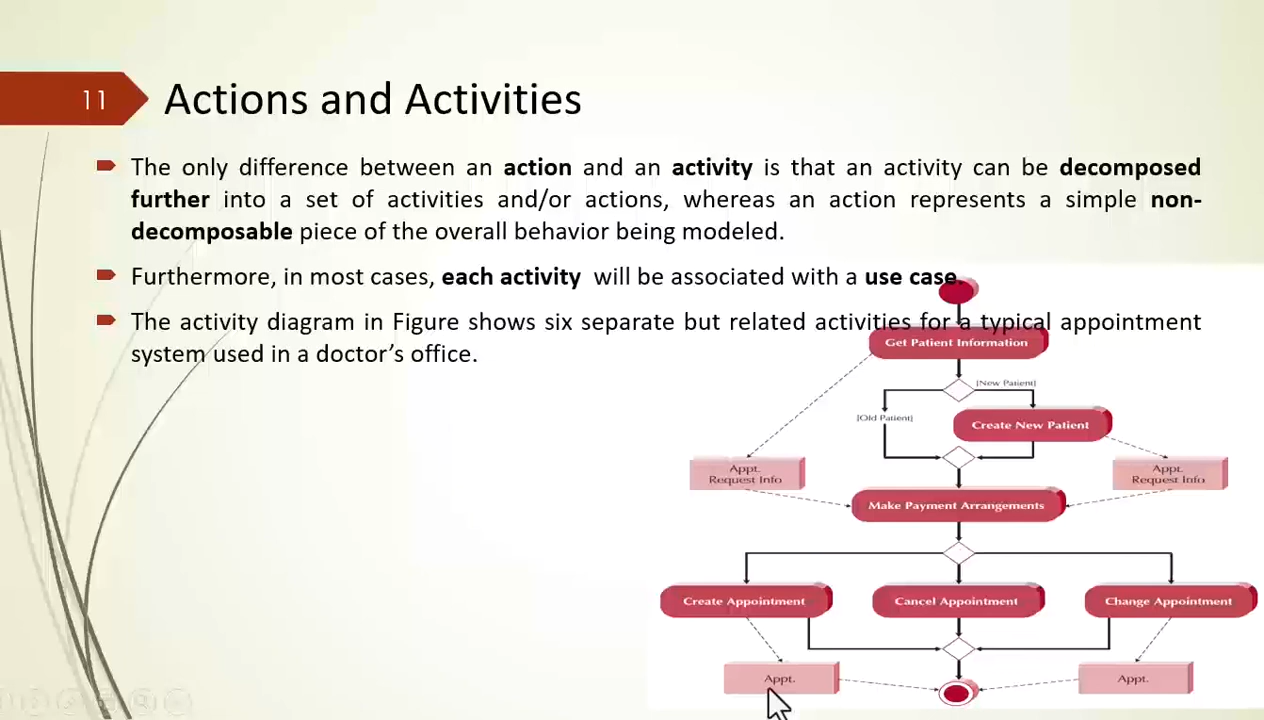 11
Actions and Activities
The only difference between an action and an activity is that an activity can be decomposed
further into a set of activities and/or actions, whereas an action represents a simple non-
decomposable piece of the overall behavior being modeled.
Furthermore, in most cases, each activity will be associated with a use case.
The activity diagram in Figure shows six separate but related activities for a typical appointment
system used in a doctor’s office.
Get Patient Information
[New Patient]
[Old Patient]
Create New Patient
Appt.
Request Info
Appt.
Request Info
Make Payment Arrangements
Create Appointment
Cancel Appointment
Change Appointment
Appt.
Appt.